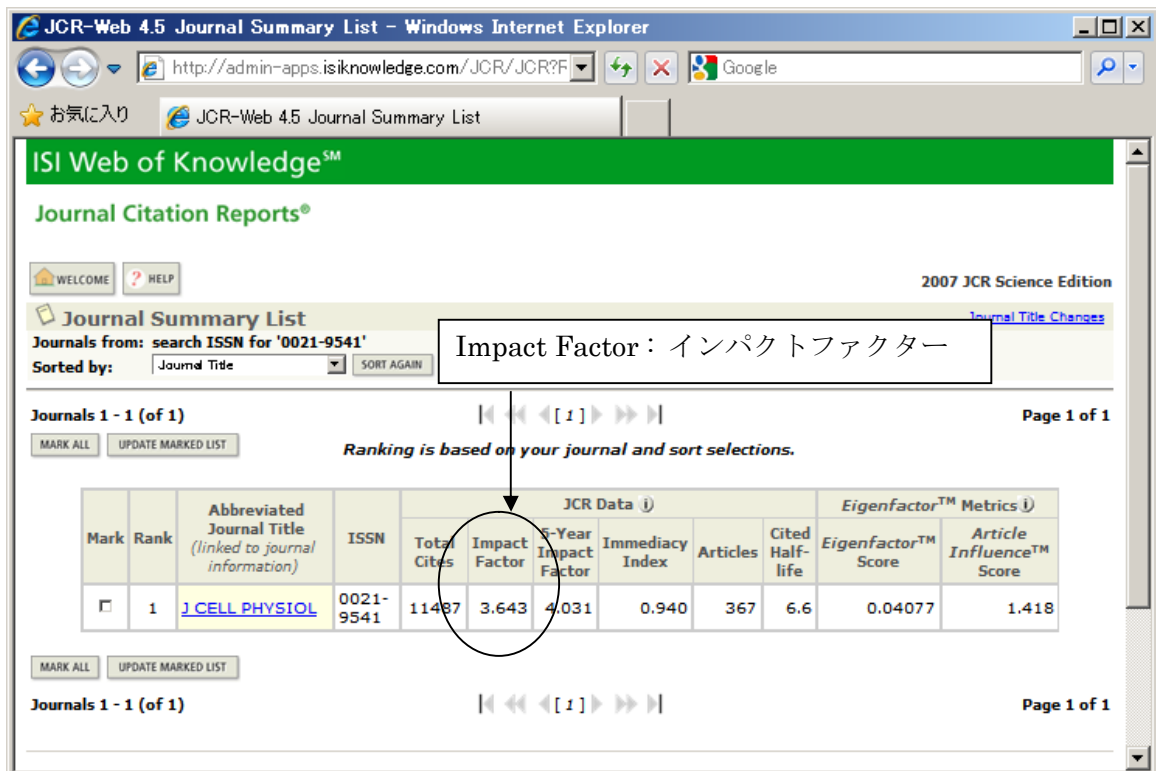 JCR-Web 4.5 Journal Summary List - Windows Internet Explorer
http://admin-apps.isiknowledge.com/JCR/JCR?F
Google
お気に入り
JCR-Web 4.5 Journal Summary List
ISI Web of Knowledge℠
Journal Citation Reports®
WELCOME ? HELP
2007 JCR Science Edition
Journal Summary List
Journal Title Changes
Journals from: search ISSN for '0021-9541'
Impact Factor：インパクトファクター
Sorted by: Journal Title SORT AGAIN
Journals 1 - 1 (of 1)
[ 1 ]
Page 1 of 1
MARK ALL UPDATE MARKED LIST
Ranking is based on your journal and sort selections.
Mark
Rank
Abbreviated
Journal Title
(linked to journal
information)
ISSN
JCR Data i
Total
Cites
Impact
Factor
5-Year
Impact
Factor
Immediacy
Index
Articles
Cited
Half-
life
Eigenfactor™ Metrics i
Eigenfactor™
Score
Article
Influence™
Score
1 J CELL PHYSIOL 0021-
9541 11487 3.643 4.031 0.940 367 6.6 0.04077 1.418
MARK ALL UPDATE MARKED LIST
Journals 1 - 1 (of 1)
[ 1 ]
Page 1 of 1